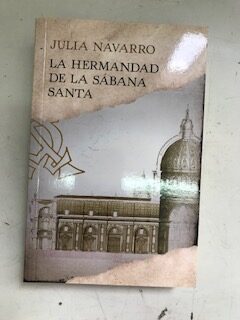 JULIA NAVARRO
LA HERMANDAD
DE LA SÁBANA
SANTA